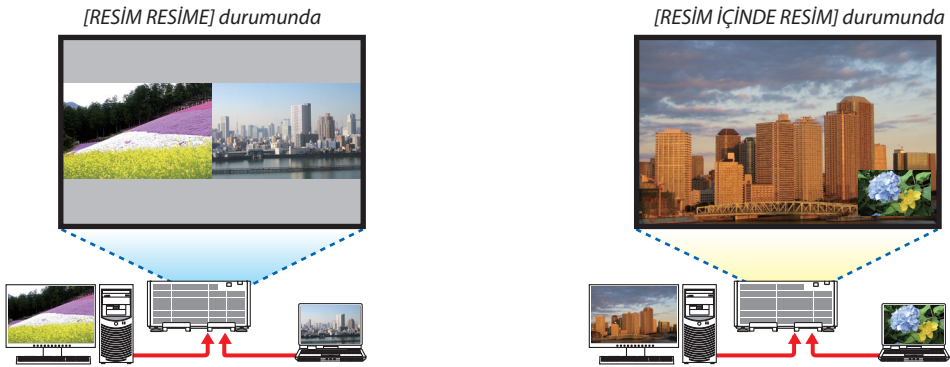 [RESİM RESİME] durumunda
[RESİM İÇİNDE RESİM] durumunda